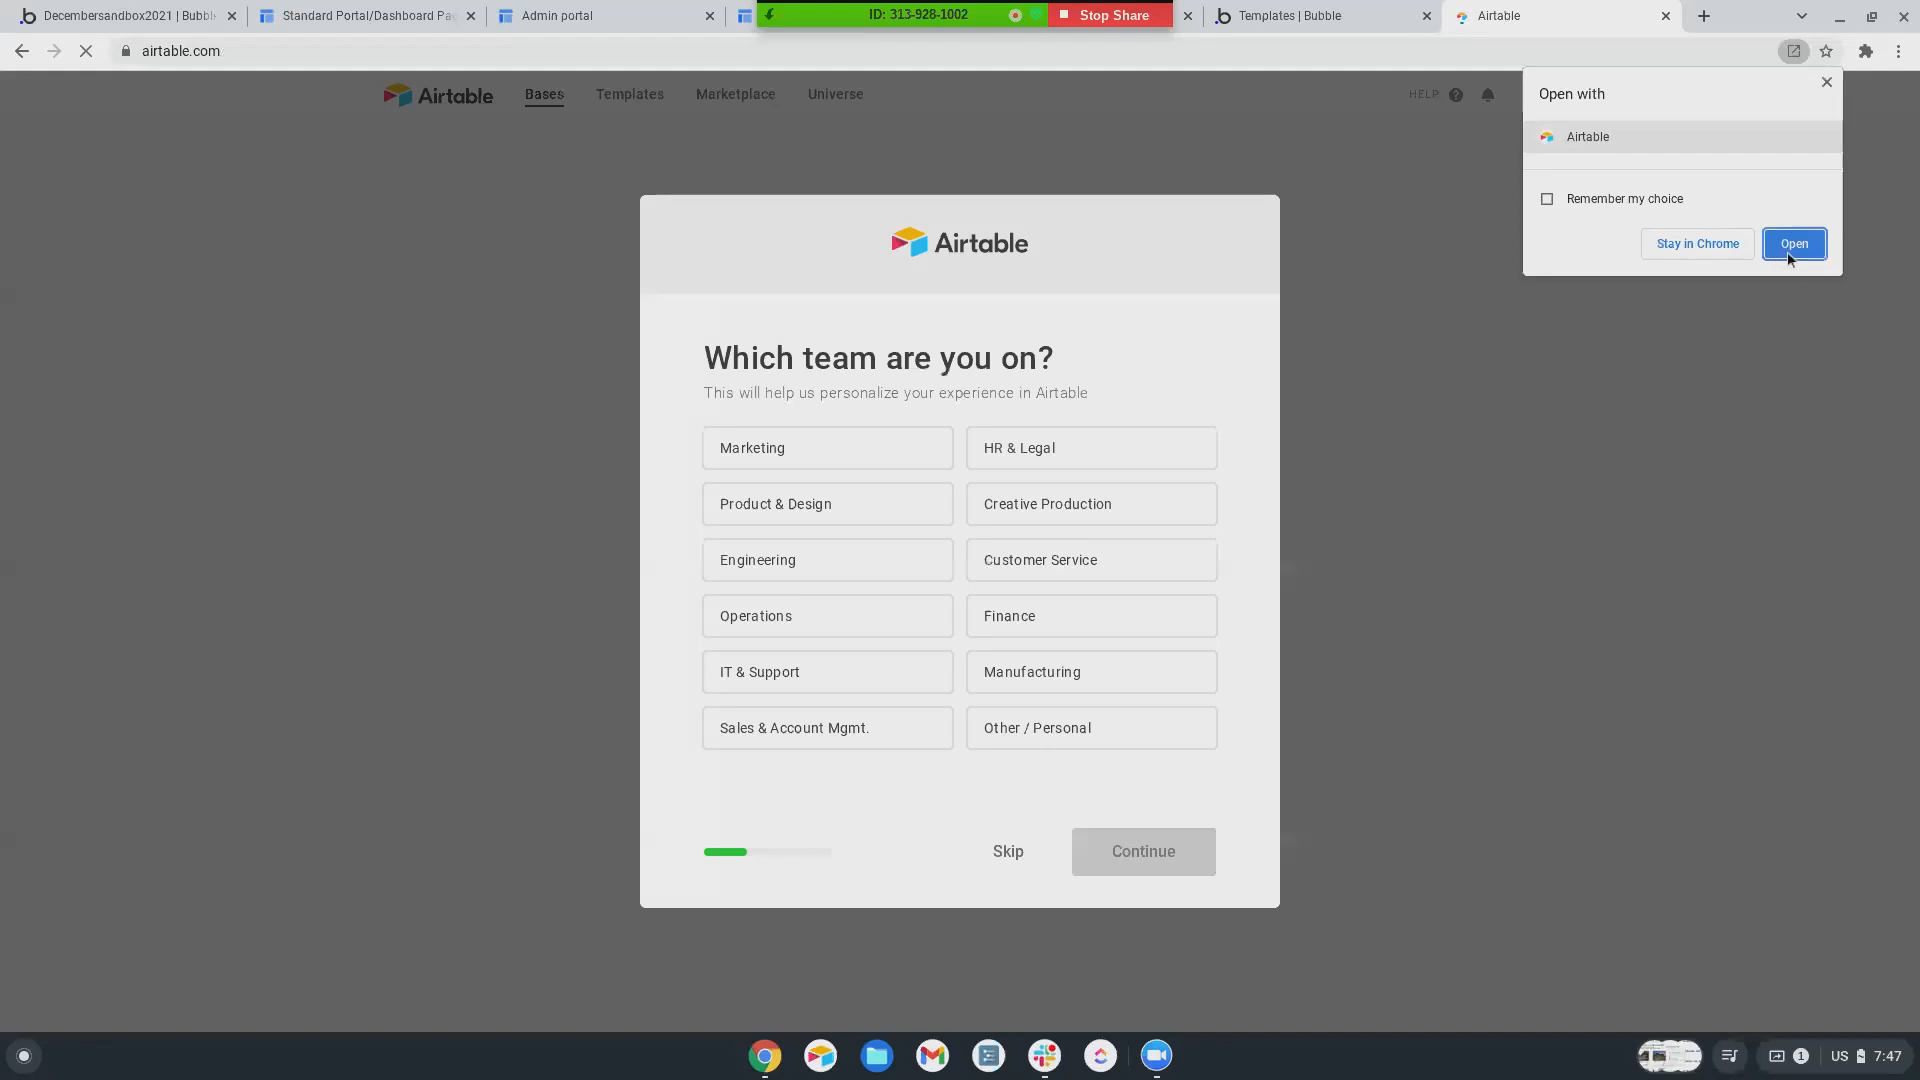 Decembersandbox2021 | Bubbl
Standard Portal/Dashboard Pag
Admin portal
ID: 313-928-1002
Stop Share
Templates | Bubble
Airtable
airtable.com
Airtable
Bases
Templates
Marketplace
Universe
HELP
Open with
Airtable
Remember my choice
Stay in Chrome
Open
Airtable
Which team are you on?
This will help us personalize your experience in Airtable
Marketing
HR & Legal
Product & Design
Creative Production
Engineering
Customer Service
Operations
Finance
IT & Support
Manufacturing
Sales & Account Mgmt.
Other / Personal
Skip
Continue
1
US
7:47